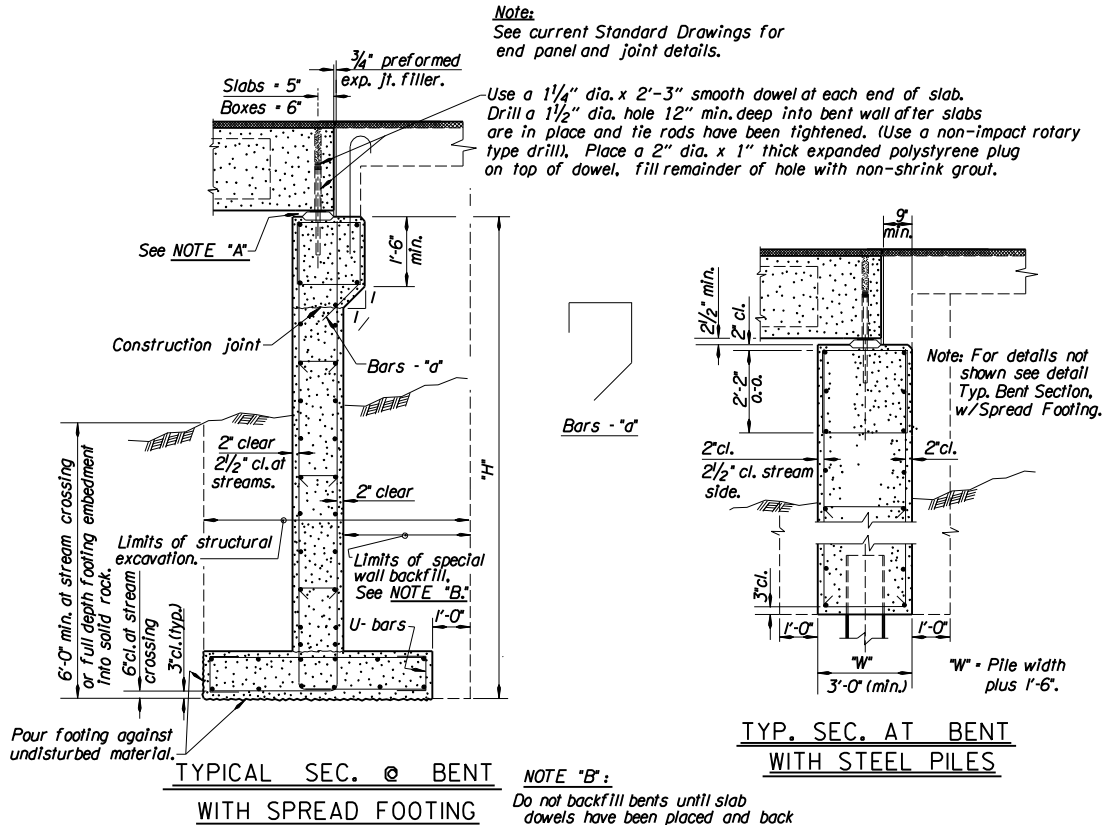 Note:
See current Standard Drawings for
end panel and joint details.
3/4" preformed
exp. jt. filler.
Slabs = 5"
Boxes = 6"
Use a 1 1/4" dia. x 2'-3" smooth dowel at each end of slab.
Drill a 1 1/2" dia. hole 12" min. deep into bent wall after slabs
are in place and tie rods have been tightened. (Use a non-impact rotary
type drill). Place a 2" dia. x 1" thick expanded polystyrene plug
on top of dowel, fill remainder of hole with non-shrink grout.
See NOTE "A"
1'-6"
min.
1
1
Construction joint
Bars - "a"
2" clear
2 1/2" cl. at
streams.
2" clear
"H"
Limits of structural
excavation.
Limits of special
wall backfill.
See NOTE "B."
1'-0"
U- bars
6'-0" min. at stream crossing
or full depth footing embedment
into solid rock.
6" cl. at stream
crossing
3" cl. (typ.)
Pour footing against
undisturbed material.
TYPICAL SEC. @ BENT
WITH SPREAD FOOTING
Bars - "a"
9"
min.
2 1/2" min.
2" cl.
2'-2"
o.-o.
Note: For details not
shown see detail
Typ. Bent Section,
w/Spread Footing.
2" cl.
2 1/2" cl. stream
side.
2" cl.
3" cl.
1'-0"
1'-0"
"W"
3'-0" (min.)
"W" = Pile width
plus 1'-6".
TYP. SEC. AT BENT
WITH STEEL PILES
NOTE "B":
Do not backfill bents until slab
dowels have been placed and back